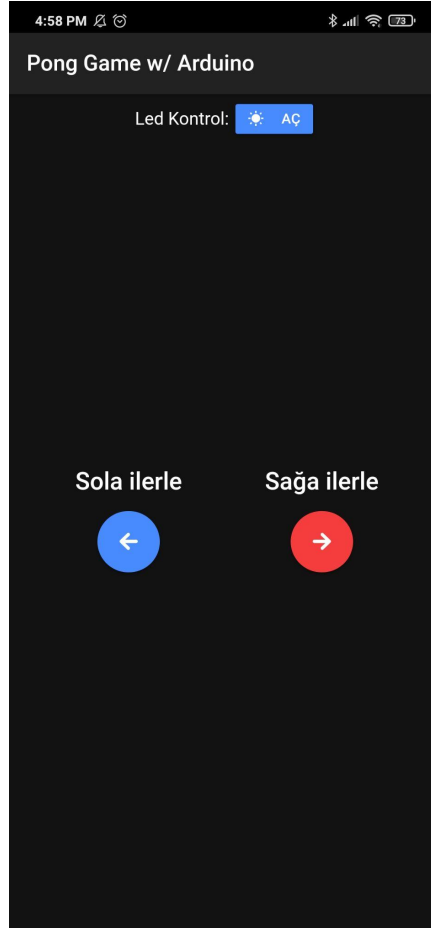 4:58 PM
73
Pong Game w/ Arduino
Led Kontrol: AÇ
Sola ilerle
Sağa ilerle